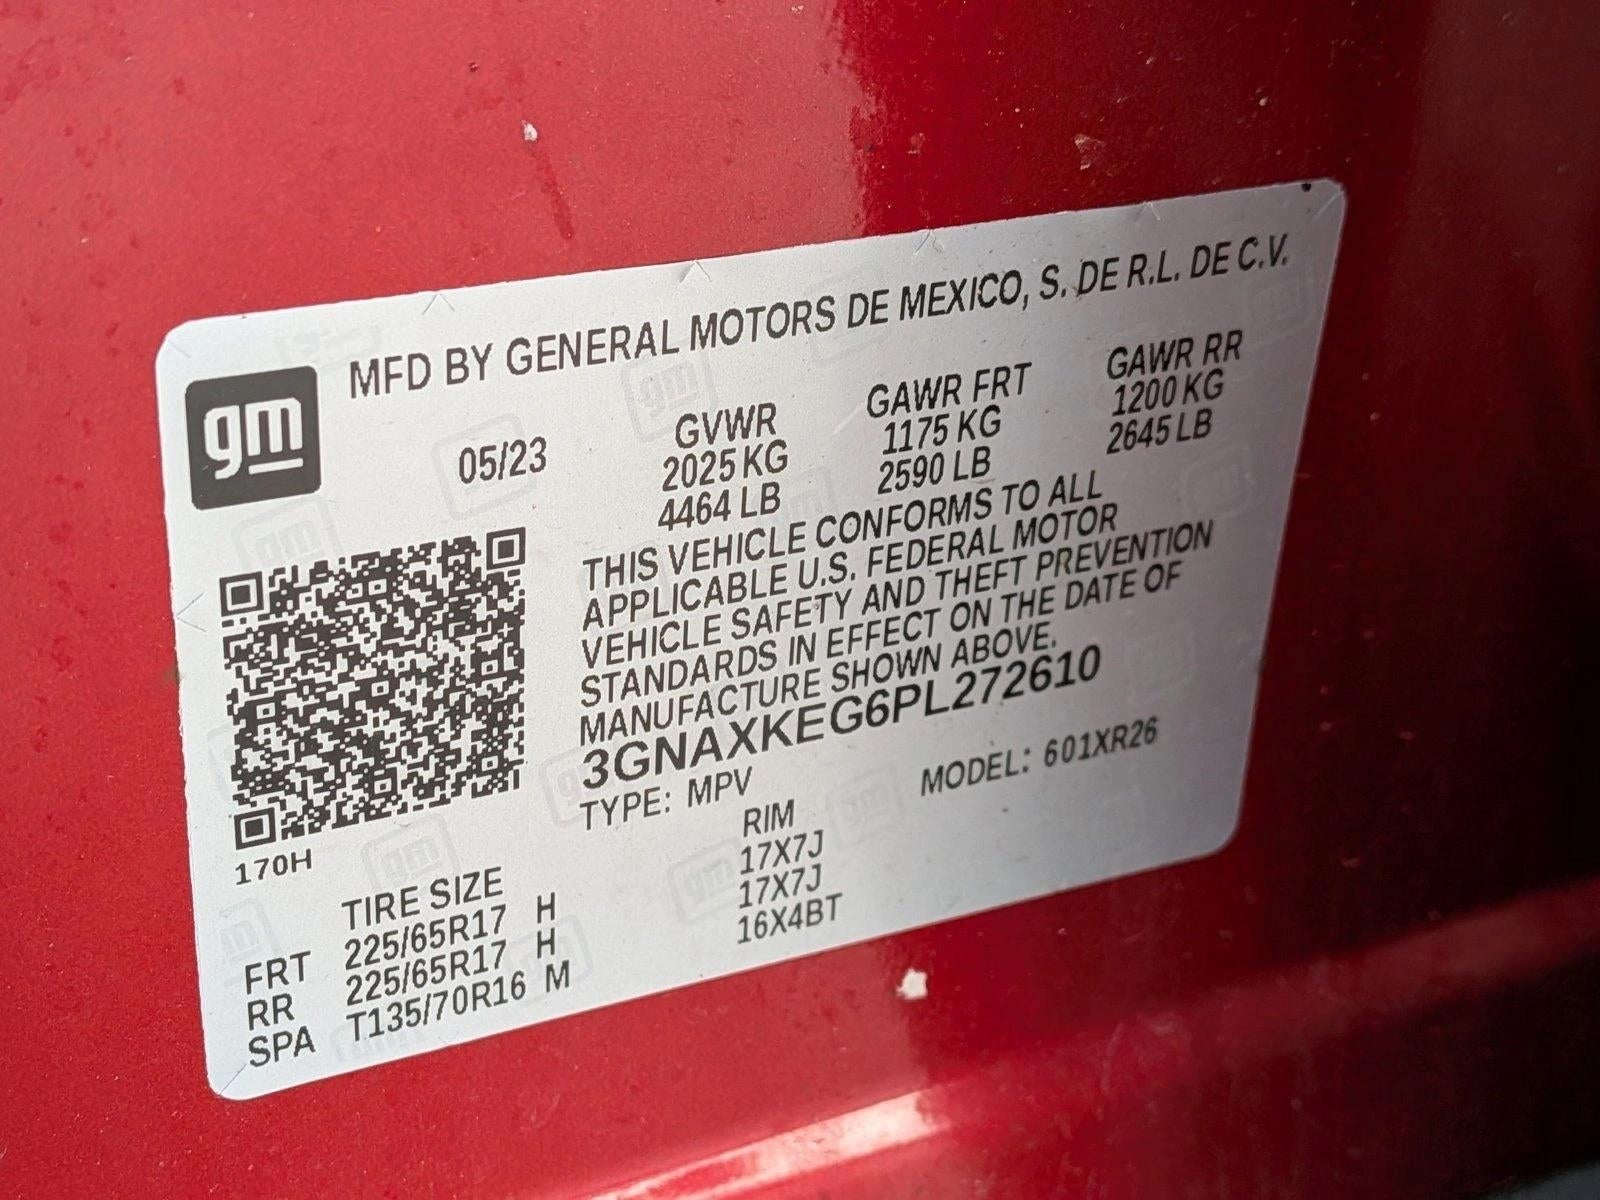 MFD BY GENERAL MOTORS DE MEXICO, S. DE R.L. DE C.V.
gm
05/23
GVWR GAWR FRT GAWR RR
2025 KG 1175 KG 1200 KG
4464 LB 2590 LB 2645 LB
THIS VEHICLE CONFORMS TO ALL
APPLICABLE U.S. FEDERAL MOTOR
VEHICLE SAFETY AND THEFT PREVENTION
STANDARDS IN EFFECT ON THE DATE OF
MANUFACTURE SHOWN ABOVE.
3GNAXKEG6PL272610
TYPE: MPV MODEL: 601XR26
170H
TIRE SIZE RIM
FRT 225/65R17 H 17X7J
RR 225/65R17 H 17X7J
SPA T135/70R16 M 16X4BT